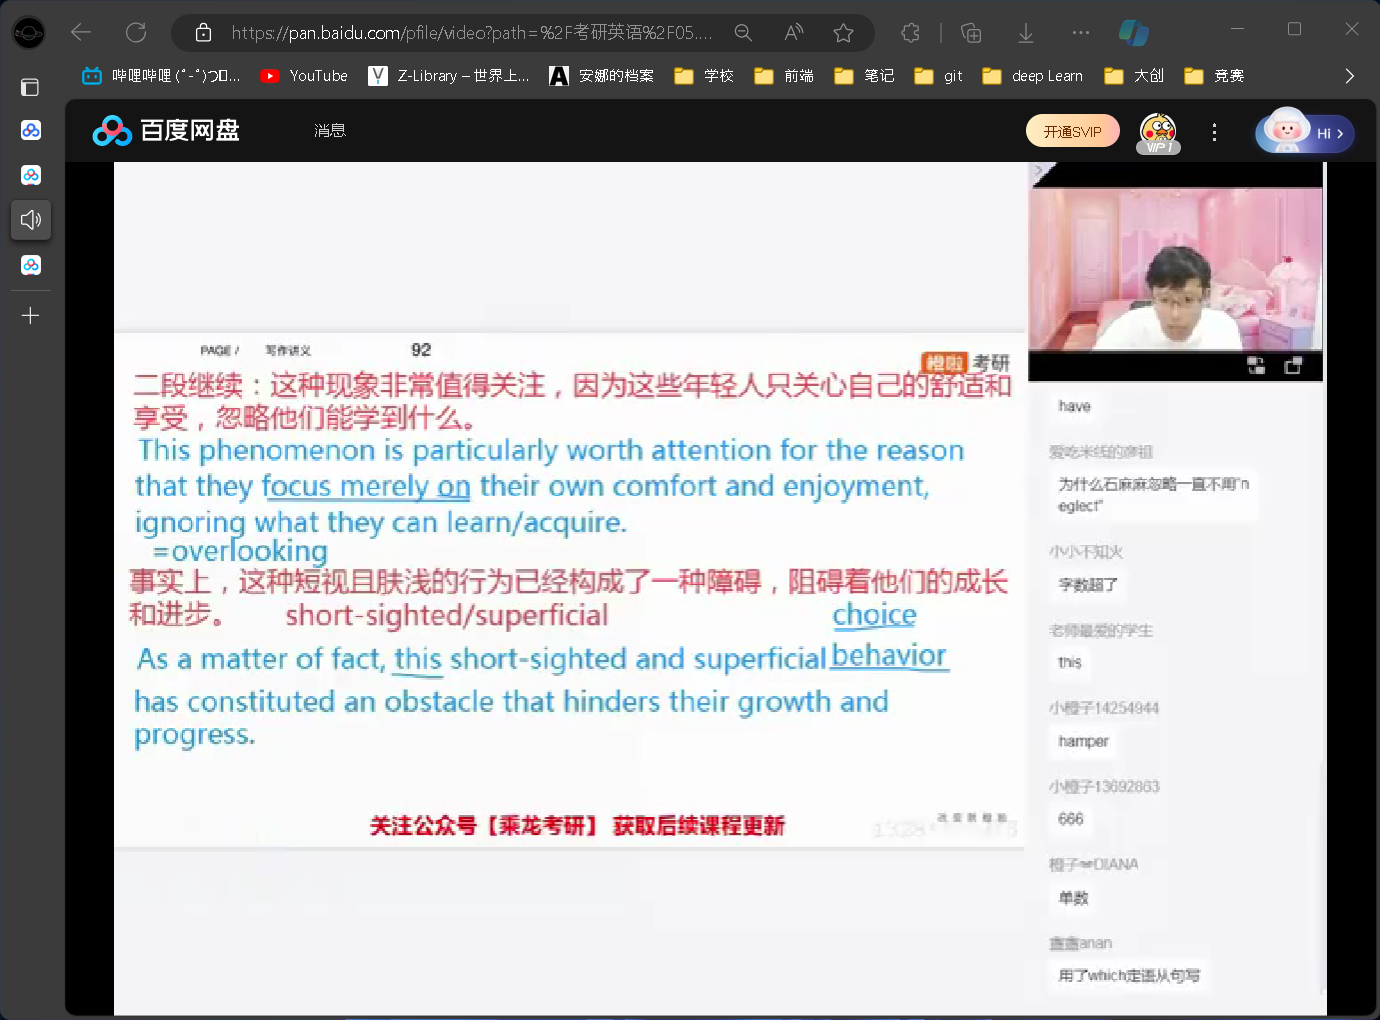 https://pan.baidu.com/pfile/video?path=%2F考研英语%2F05...
哔哩哔哩 (゜-゜)つロ...
YouTube
Z-Library – 世界上...
安娜的档案
学校
前端
笔记
git
deep Learn
大创
竞赛
百度网盘
消息
开通SVIP
VIP 1
Hi
PAGE / 写作讲义 92
橙啦 考研
二段继续：这种现象非常值得关注，因为这些年轻人只关心自己的舒适和
享受，忽略他们能学到什么。
This phenomenon is particularly worth attention for the reason
that they focus merely on their own comfort and enjoyment,
ignoring what they can learn/acquire.
=overlooking
事实上，这种短视且肤浅的行为已经构成了一种障碍，阻碍着他们的成长
和进步。 short-sighted/superficial choice
As a matter of fact, this short-sighted and superficial behavior
has constituted an obstacle that hinders their growth and
progress.
关注公众号【乘龙考研】 获取后续课程更新
have
爱吃米线的彦祖
为什么石麻麻忽略一直不用"n
eglect"
小小不知火
字数超了
老师最爱的学生
this
小橙子14254944
hamper
小橙子13692863
666
橙子DIANA
单数
鑫鑫anan
用了which定语从句写